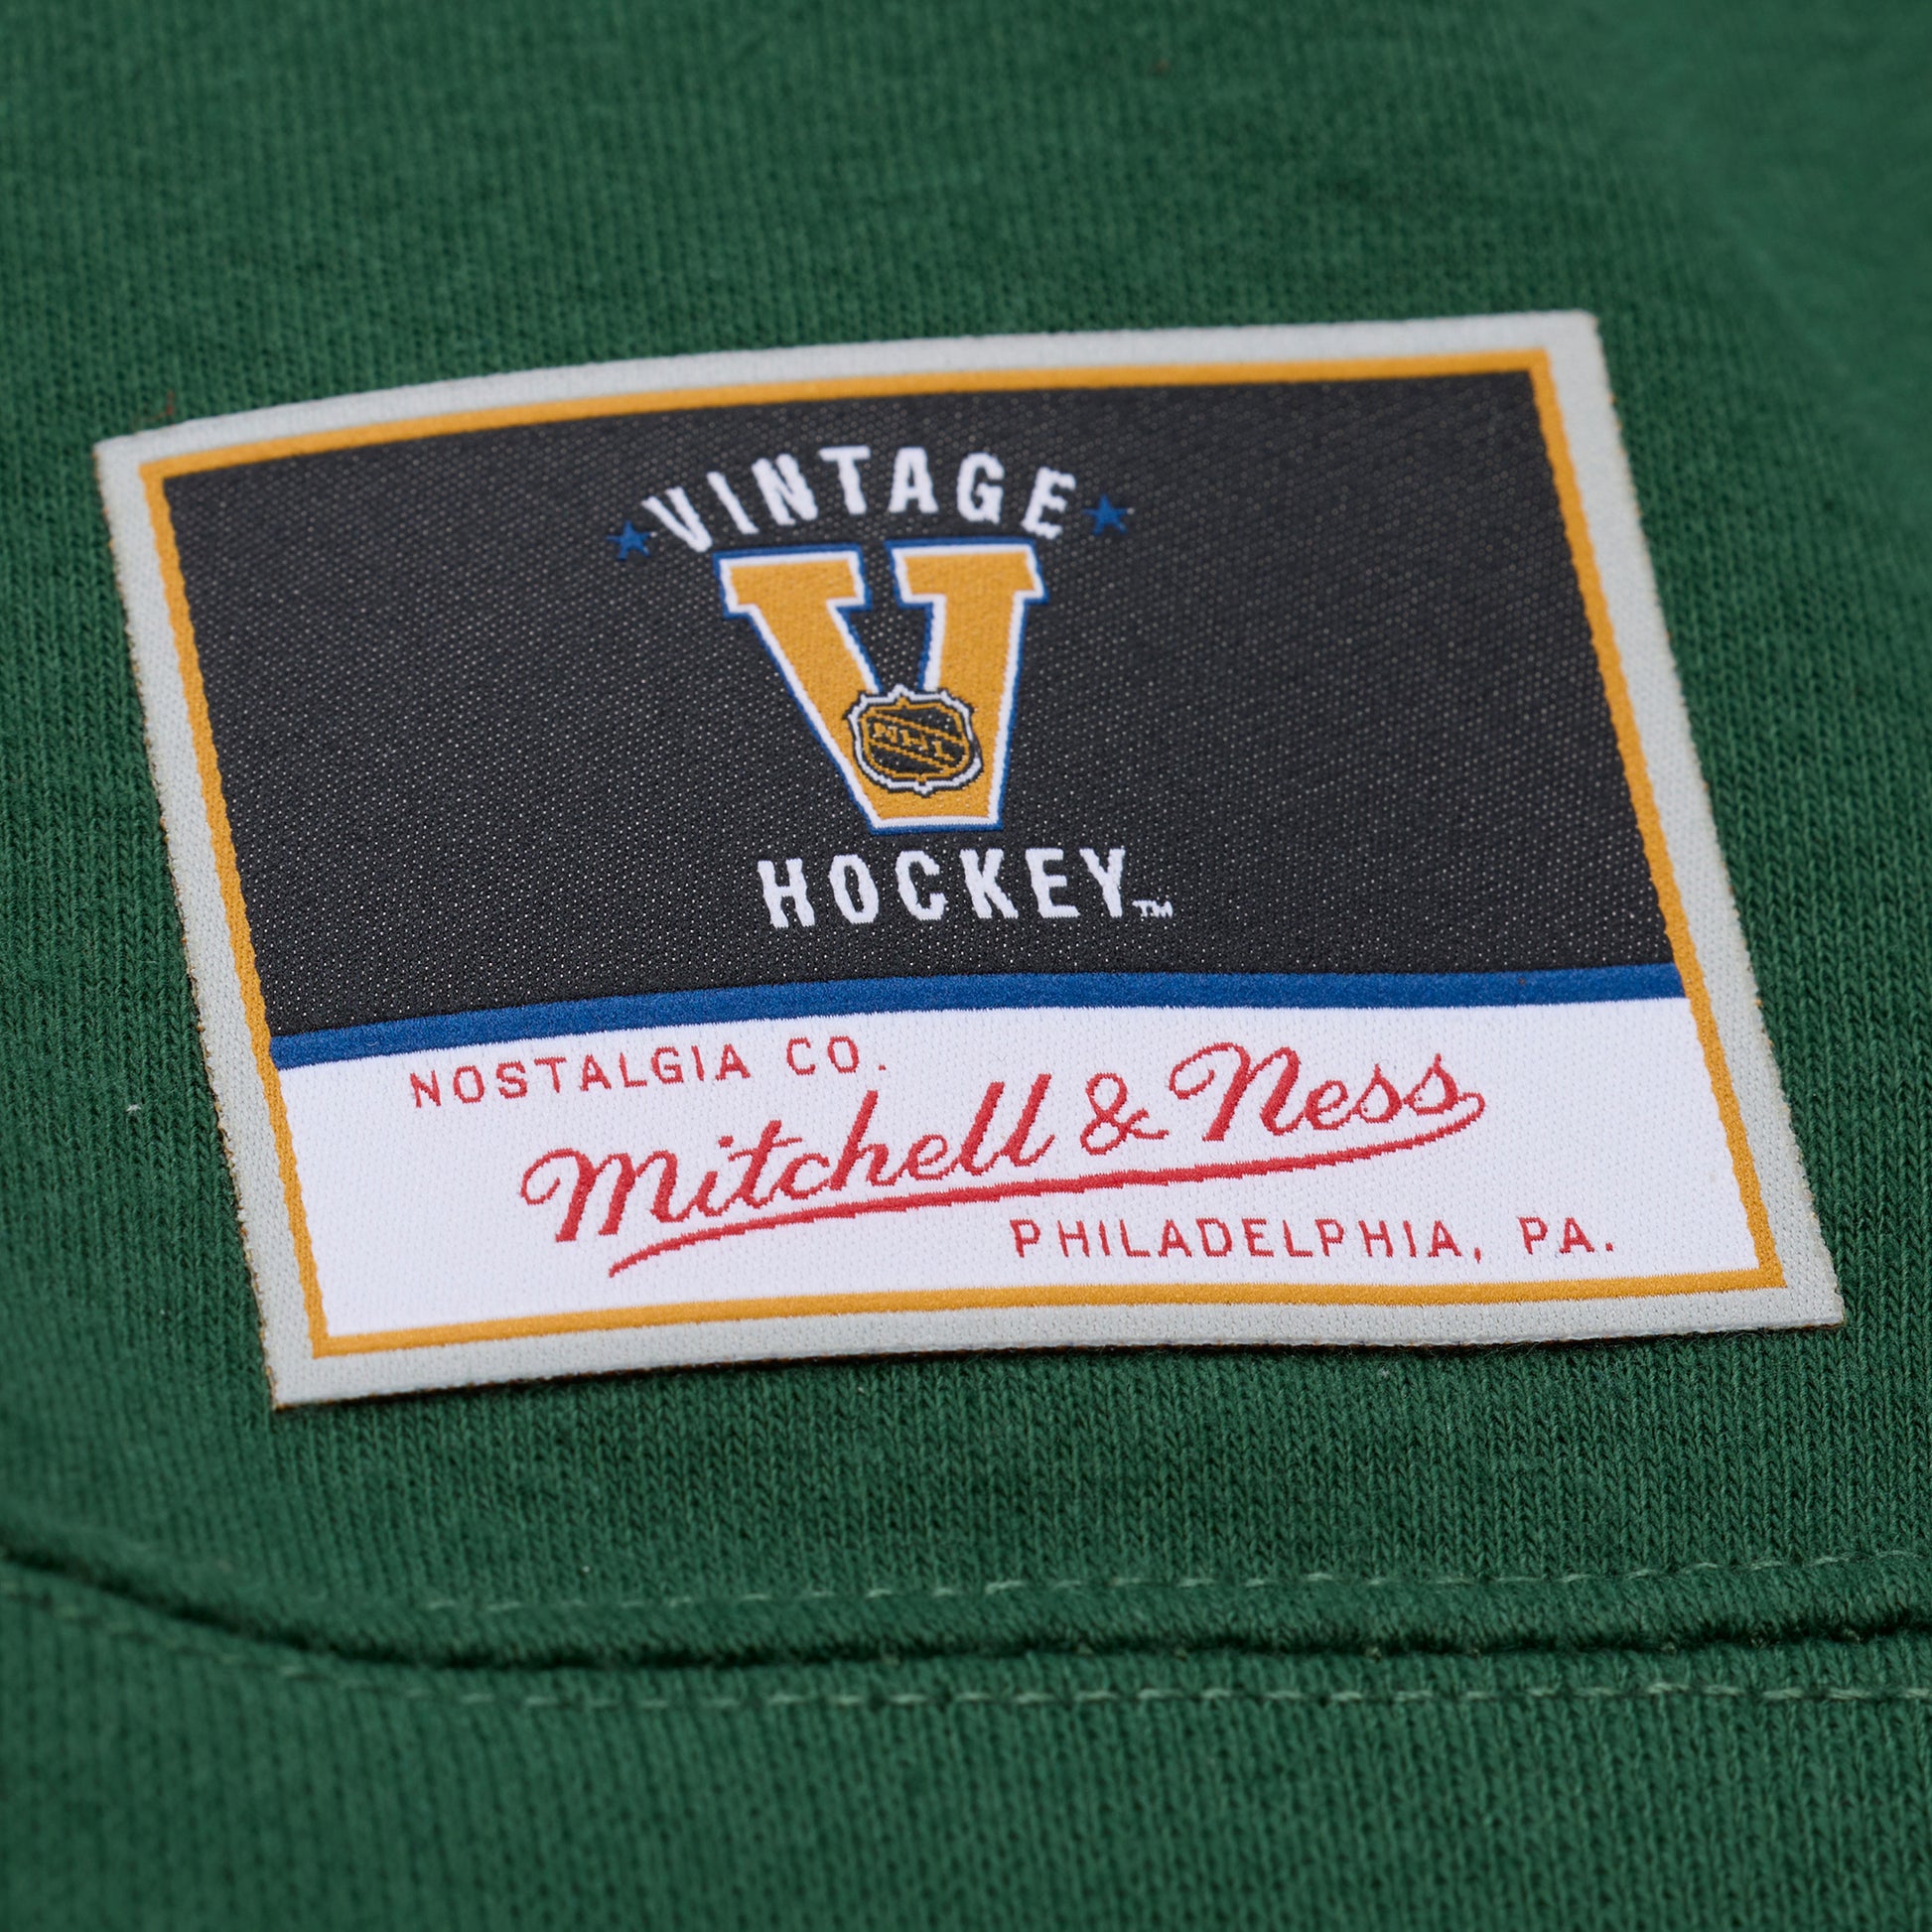 VINTAGE
V
NHL
HOCKEY™
NOSTALGIA CO.
Mitchell & Ness
PHILADELPHIA, PA.